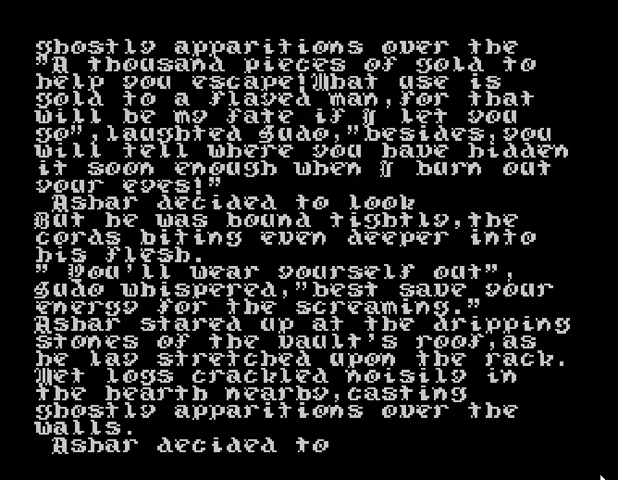 ghostly apparitions over the
"A thousand pieces of gold to
help you escape!What use is
gold to a flayed man,for that
will be my fate if I let you
go",laughted Gudo,"besides,you
will tell where you have hidden
it soon enough when I burn out
your eyes!"
Ashar decided to look
But he was bound tightly,the
cords biting even deeper into
his flesh.
" You'll wear yourself out",
Gudo whispered,"best save your
energy for the screaming."
Ashar stared up at the dripping
stones of the vault's roof,as
he lay stretched upon the rack.
Wet logs crackled noisily in
the hearth nearby,casting
ghostly apparitions over the
walls.
Ashar decided to